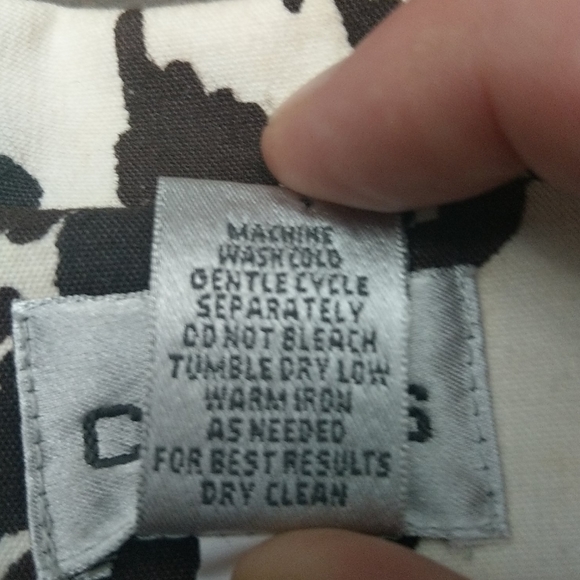 MACHINE
WASH COLD
GENTLE CYCLE
SEPARATELY
DO NOT BLEACH
TUMBLE DRY LOW
WARM IRON
AS NEEDED
FOR BEST RESULTS
DRY CLEAN